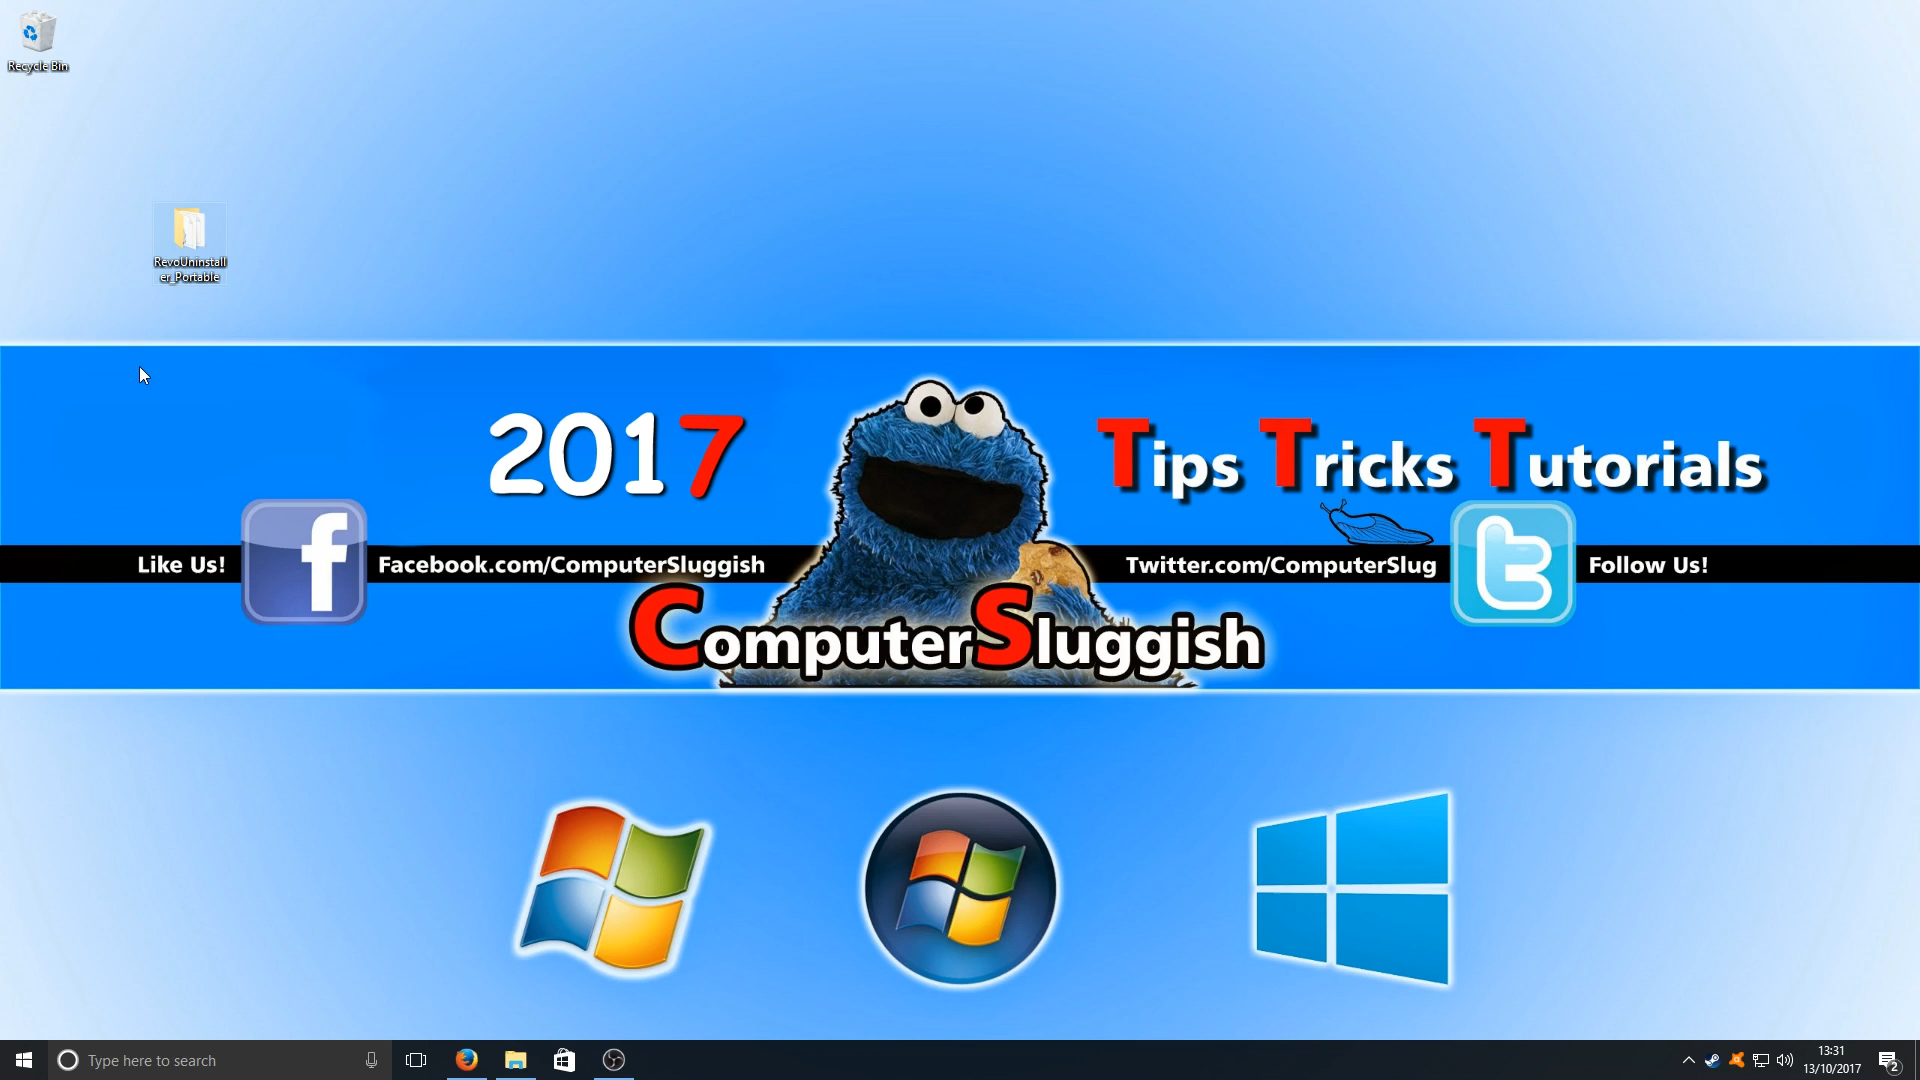 Recycle Bin
RevoUninstall
er_Portable
2017
Tips Tricks Tutorials
Like Us!
Facebook.com/ComputerSluggish
Twitter.com/ComputerSlug
Follow Us!
ComputerSluggish
Type here to search
13:31
13/10/2017
2